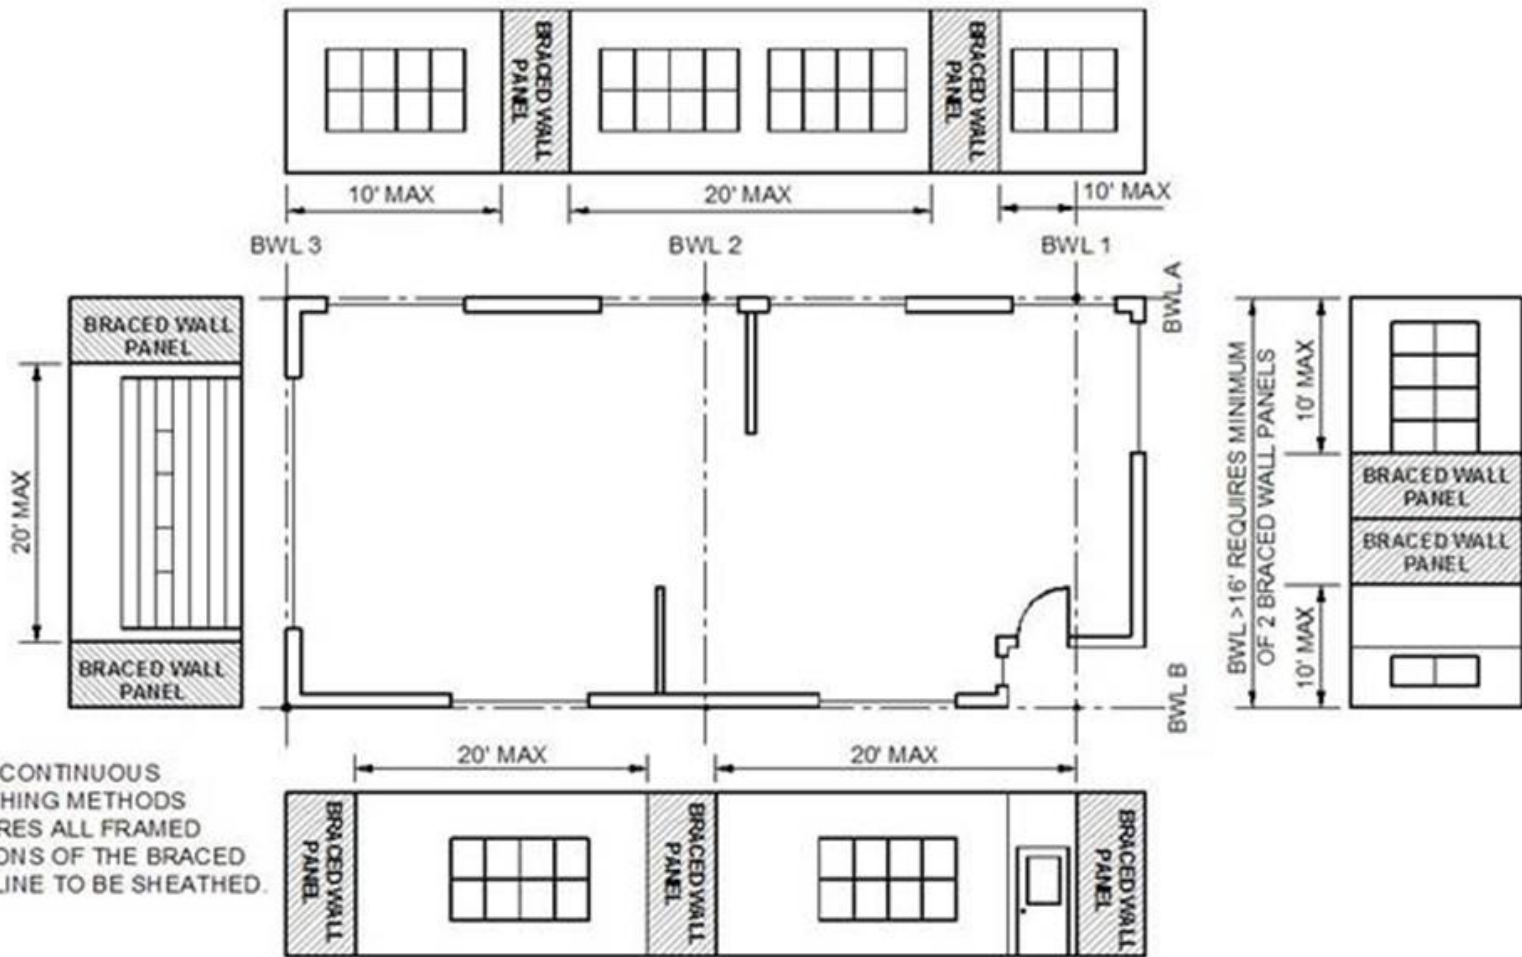 BRACED WALL
PANEL
BRACED WALL
PANEL
10' MAX
20' MAX
10' MAX
BWL 3
BWL 2
BWL 1
BWL A
BRACED WALL
PANEL
20' MAX
BRACED WALL
PANEL
BWL >16' REQUIRES MINIMUM
OF 2 BRACED WALL PANELS
10' MAX
BRACED WALL
PANEL
BRACED WALL
PANEL
10' MAX
BWL B
20' MAX
20' MAX
CONTINUOUS
HING METHODS
RES ALL FRAMED
ONS OF THE BRACED
LINE TO BE SHEATHED.
BRACED WALL
PANEL
BRACED WALL
PANEL
BRACED WALL
PANEL